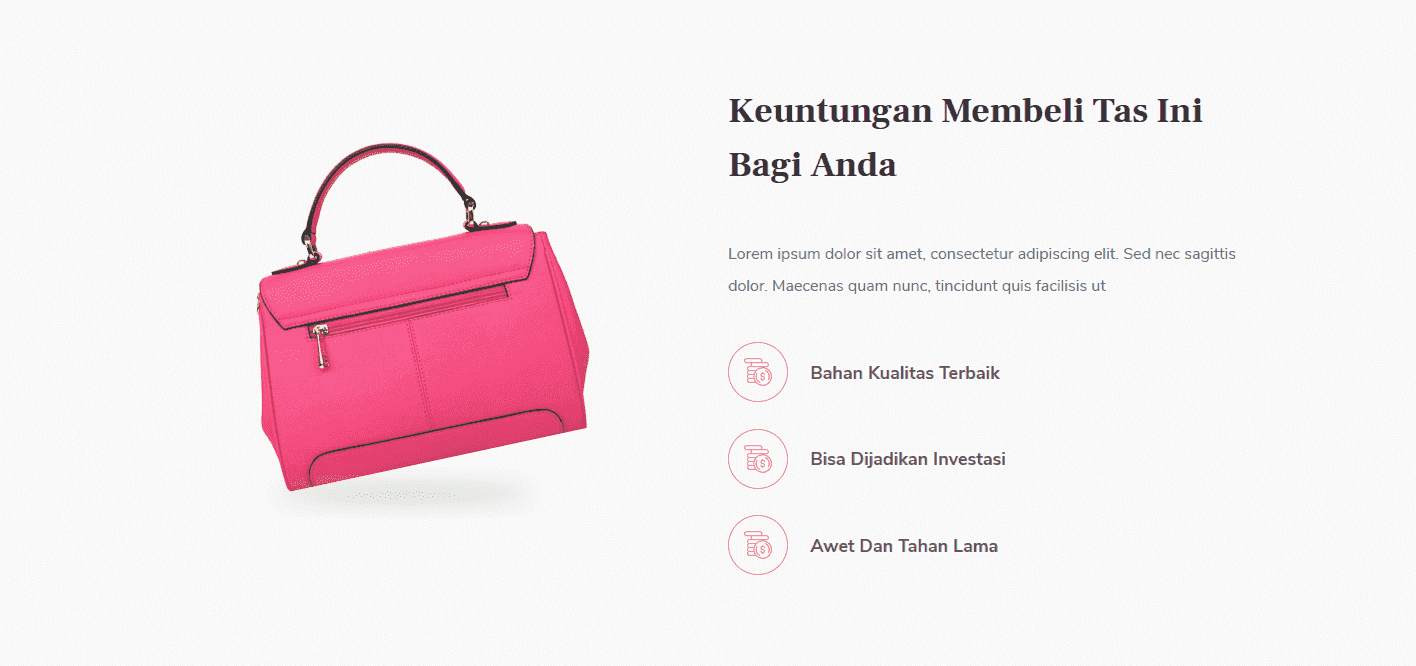 Keuntungan Membeli Tas Ini
Bagi Anda
Lorem ipsum dolor sit amet, consectetur adipiscing elit. Sed nec sagittis
dolor. Maecenas quam nunc, tincidunt quis facilisis ut
$ Bahan Kualitas Terbaik
$ Bisa Dijadikan Investasi
$ Awet Dan Tahan Lama